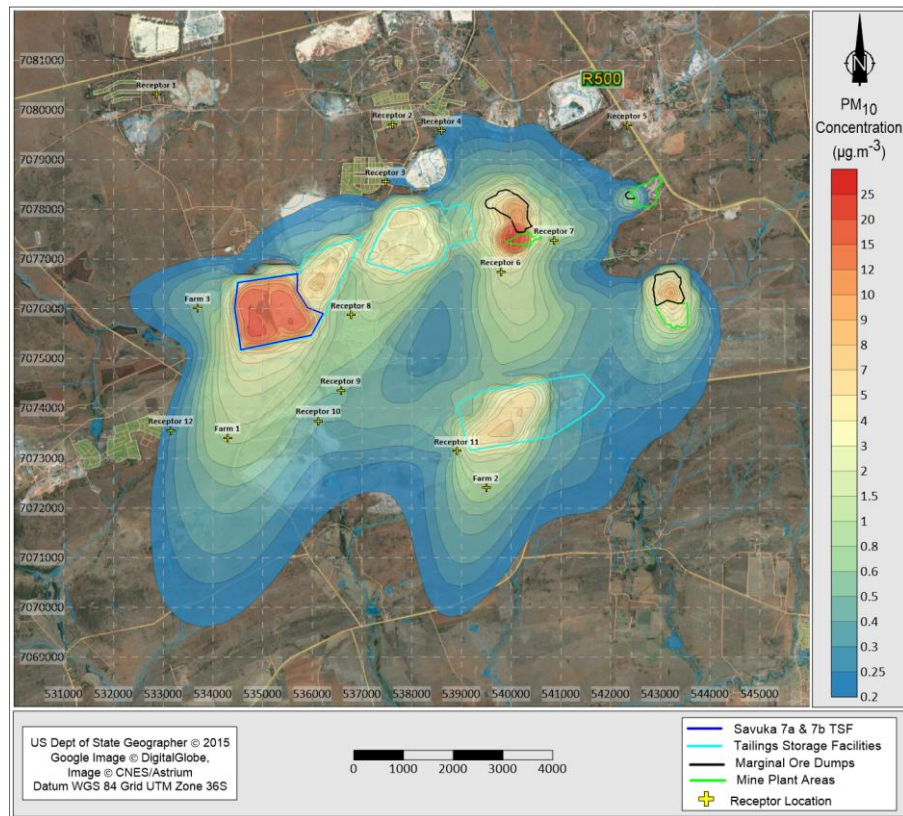 7081000
7080000
7079000
7078000
7077000
7076000
7075000
7074000
7073000
7072000
7071000
7070000
7069000
531000 532000 533000 534000 535000 536000 537000 538000 539000 540000 541000 542000 543000 544000 545000
R500
Receptor 1
Receptor 2
Receptor 4
Receptor 5
Receptor 3
Receptor 7
Receptor 6
Farm 3
Receptor 8
Receptor 9
Receptor 10
Receptor 12
Farm 1
Receptor 11
Farm 2
N
PM10
Concentration
(µg.m-3)
25
20
15
12
10
9
8
7
5
4
3
2
1.5
1
0.8
0.6
0.5
0.4
0.3
0.25
0.2
US Dept of State Geographer © 2015
Google Image © DigitalGlobe,
Image © CNES/Astrium
Datum WGS 84 Grid UTM Zone 36S
0 1000 2000 3000 4000
Savuka 7a & 7b TSF
Tailings Storage Facilities
Marginal Ore Dumps
Mine Plant Areas
Receptor Location